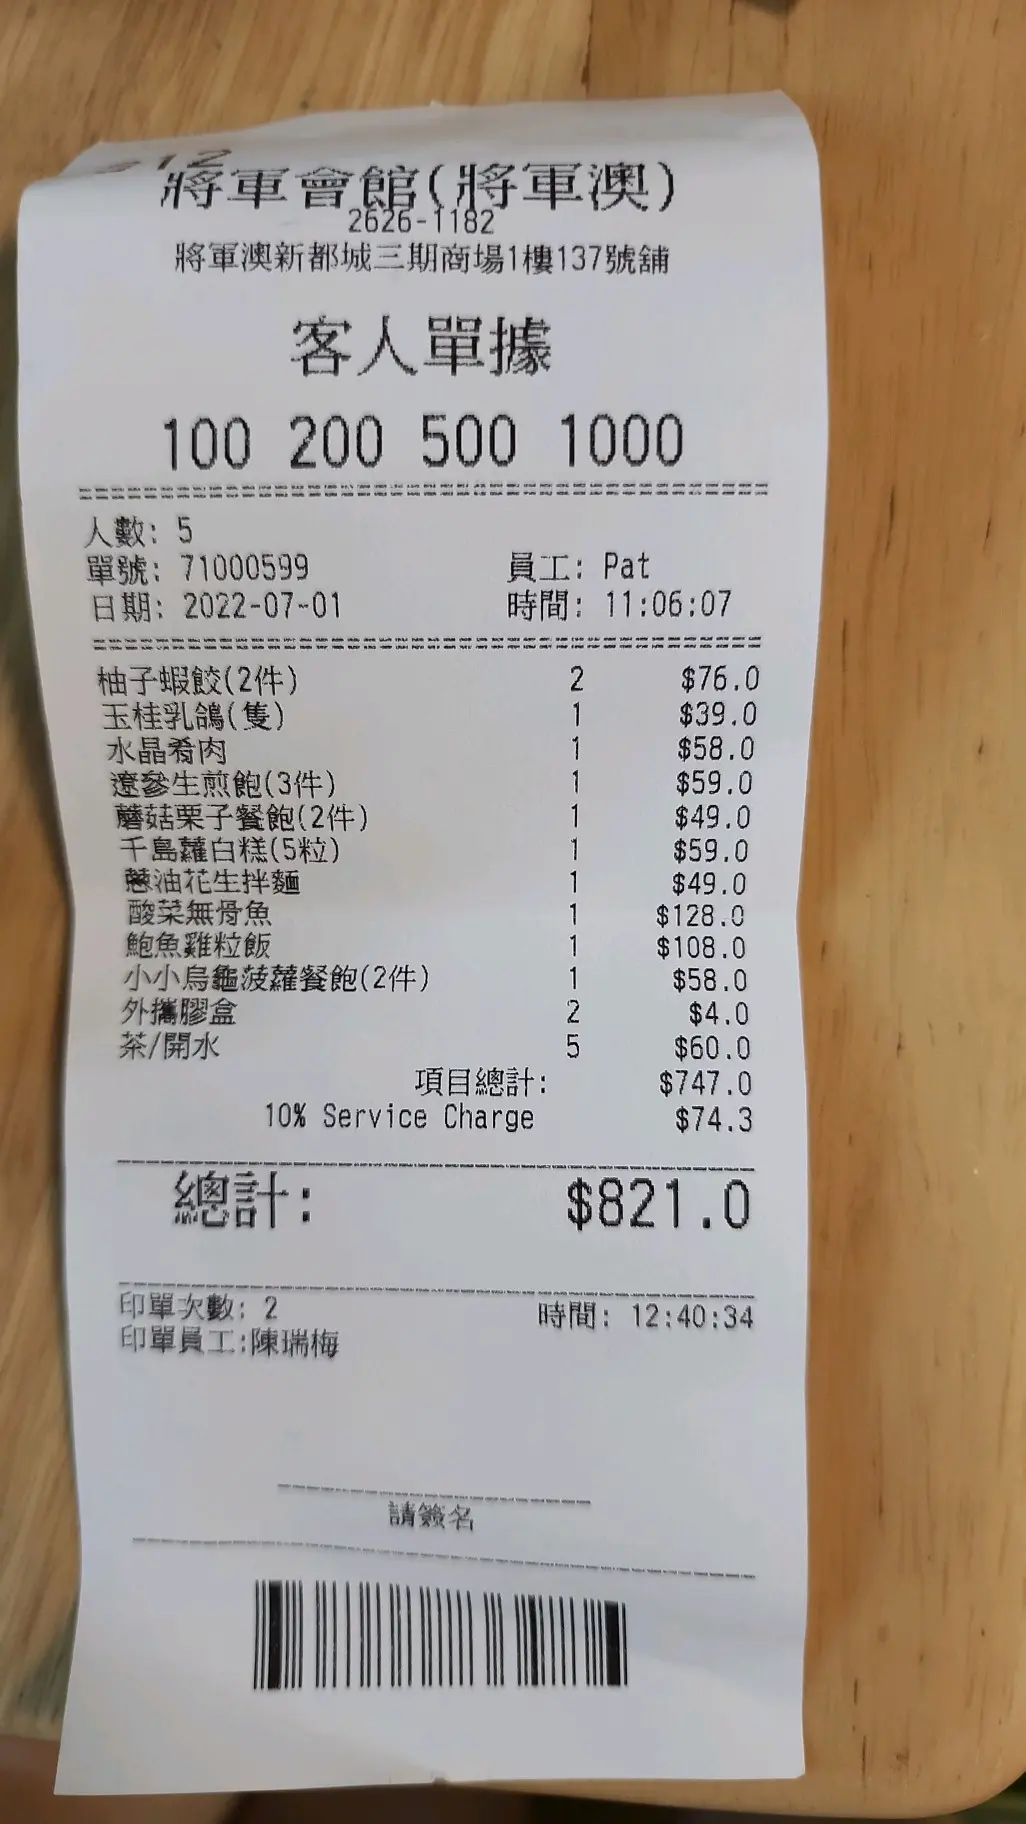 312
將軍會館(將軍澳)
2626-1182
將軍澳新都城三期商場1樓137號舖
客人單據
100 200 500 1000
人數: 5
單號: 71000599 員工: Pat
日期: 2022-07-01 時間: 11:06:07
柚子蝦餃(2件) 2 $76.0
玉桂乳鴿(隻) 1 $39.0
水晶肴肉 1 $58.0
遼參生煎飽(3件) 1 $59.0
蘑菇栗子餐飽(2件) 1 $49.0
千島蘿白糕(5粒) 1 $59.0
蔥油花生拌麵 1 $49.0
酸菜無骨魚 1 $128.0
鮑魚雞粒飯 1 $108.0
小小烏龜菠蘿餐飽(2件) 1 $58.0
外攜膠盒 2 $4.0
茶/開水 5 $60.0
項目總計: $747.0
10% Service Charge $74.3
總計: $821.0
印單次數: 2 時間: 12:40:34
印單員工:陳瑞梅
請簽名